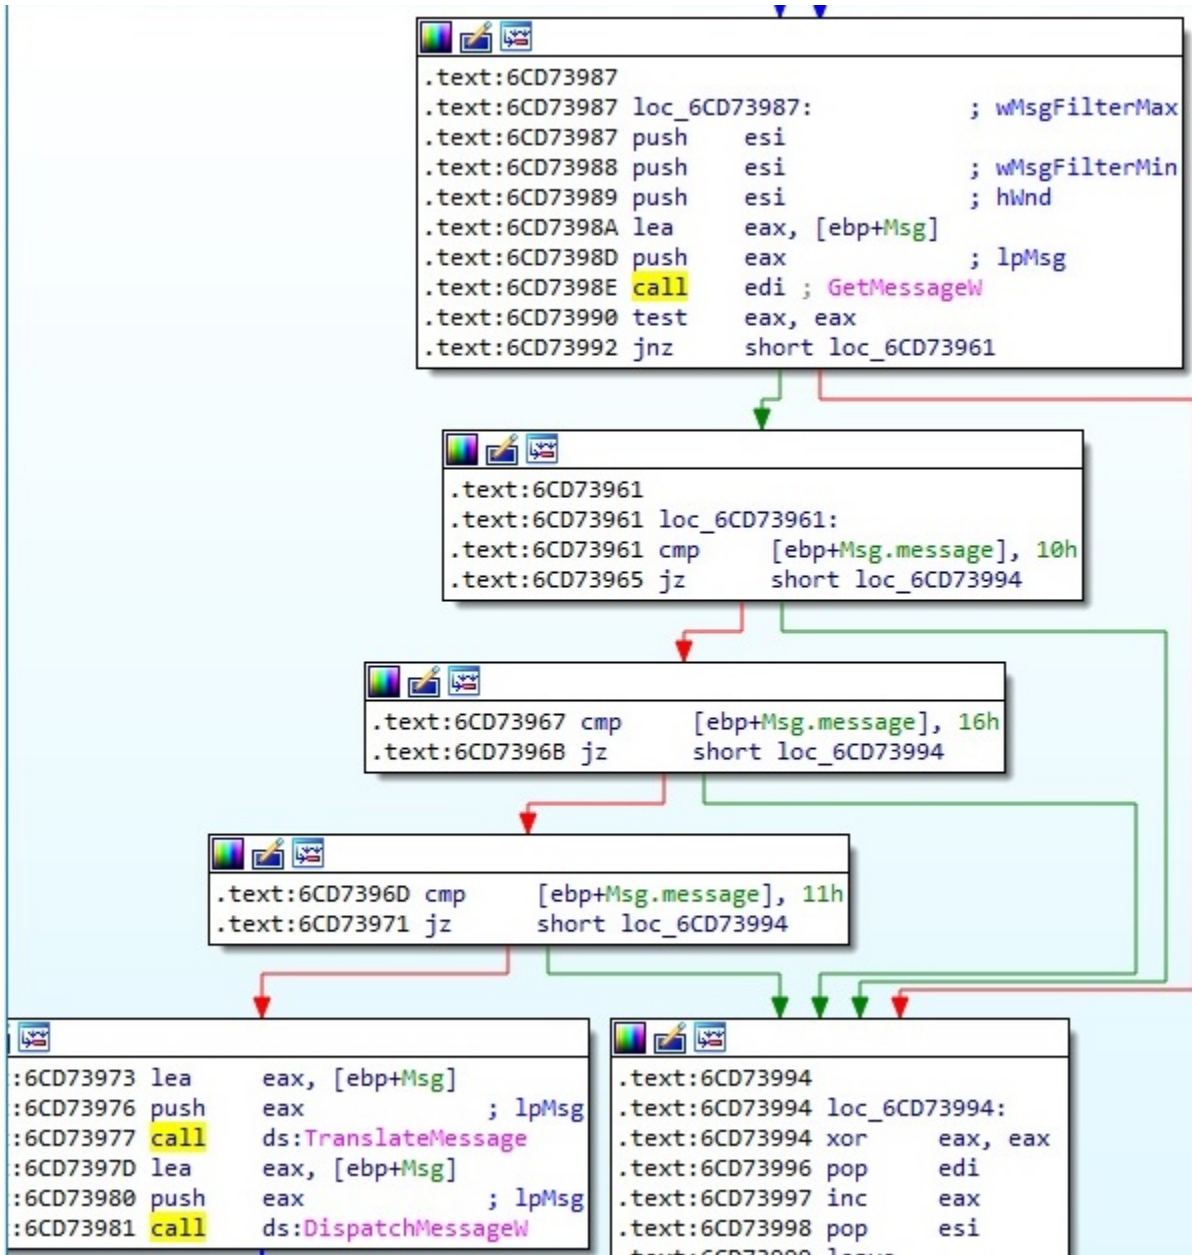 .text:6CD73987
.text:6CD73987 loc_6CD73987: ; wMsgFilterMax
.text:6CD73987 push esi
.text:6CD73988 push esi ; wMsgFilterMin
.text:6CD73989 push esi ; hWnd
.text:6CD7398A lea eax, [ebp+Msg]
.text:6CD7398D push eax ; lpMsg
.text:6CD7398E call edi ; GetMessageW
.text:6CD73990 test eax, eax
.text:6CD73992 jnz short loc_6CD73961
.text:6CD73961
.text:6CD73961 loc_6CD73961:
.text:6CD73961 cmp [ebp+Msg.message], 10h
.text:6CD73965 jz short loc_6CD73994
.text:6CD73967 cmp [ebp+Msg.message], 16h
.text:6CD7396B jz short loc_6CD73994
.text:6CD7396D cmp [ebp+Msg.message], 11h
.text:6CD73971 jz short loc_6CD73994
:6CD73973 lea eax, [ebp+Msg]
:6CD73976 push eax ; lpMsg
:6CD73977 call ds:TranslateMessage
:6CD7397D lea eax, [ebp+Msg]
:6CD73980 push eax ; lpMsg
:6CD73981 call ds:DispatchMessageW
.text:6CD73994
.text:6CD73994 loc_6CD73994:
.text:6CD73994 xor eax, eax
.text:6CD73996 pop edi
.text:6CD73997 inc eax
.text:6CD73998 pop esi